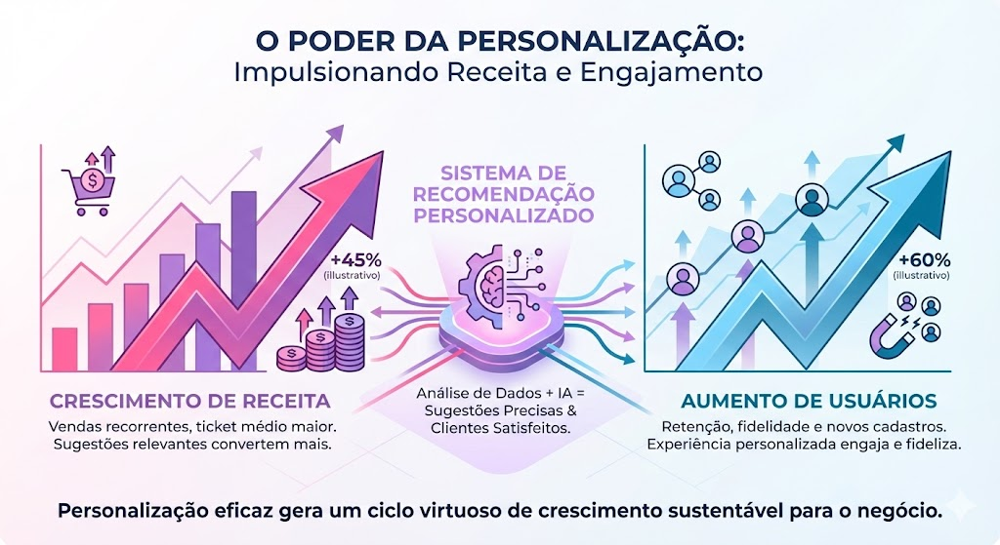 O PODER DA PERSONALIZAÇÃO:
Impulsionando Receita e Engajamento
$
+45%
(illustrativo)
$
$
$
CRESCIMENTO DE RECEITA
Vendas recorrentes, ticket médio maior.
Sugestões relevantes convertem mais.
SISTEMA DE
RECOMENDAÇÃO
PERSONALIZADO
Análise de Dados + IA =
Sugestões Precisas &
Clientes Satisfeitos.
+60%
(illustrativo)
AUMENTO DE USUÁRIOS
Retenção, fidelidade e novos cadastros.
Experiência personalizada engaja e fideliza.
Personalização eficaz gera um ciclo virtuoso de crescimento sustentável para o negócio.